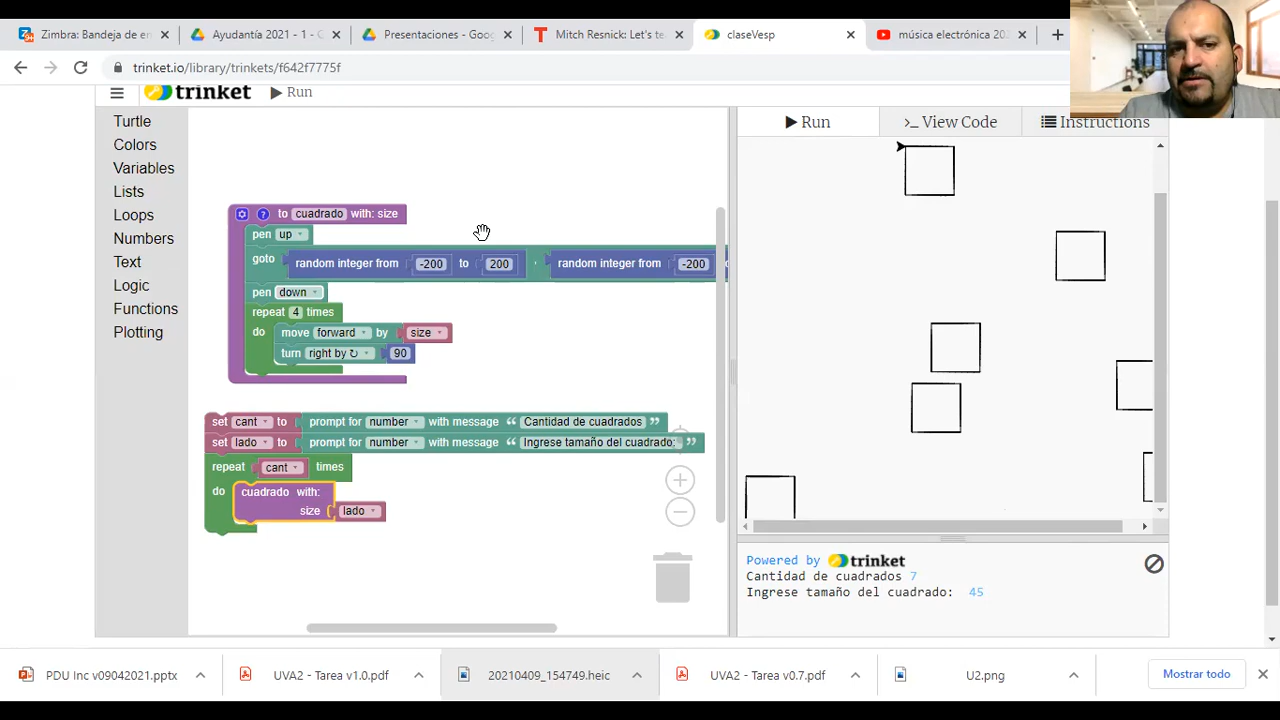 Zimbra: Bandeja de en
Ayudantía 2021 - 1 - G
Presentaciones - Goog
Mitch Resnick: Let's te
claseVesp
música electrónica 20
trinket.io/library/trinkets/f642f7775f
trinket
Run
Turtle
Colors
Variables
Lists
Loops
Numbers
Text
Logic
Functions
Plotting
to cuadrado with: size
pen up
goto random integer from -200 to 200 , random integer from -200
pen down
repeat 4 times
do move forward by size
turn right by ↻ 90
set cant to prompt for number with message “ Cantidad de cuadrados ”
set lado to prompt for number with message “ Ingrese tamaño del cuadrado: ”
repeat cant times
do cuadrado with:
size lado
Run
View Code
Instructions
Powered by trinket
Cantidad de cuadrados 7
Ingrese tamaño del cuadrado: 45
PDU Inc v09042021.pptx
UVA2 - Tarea v1.0.pdf
20210409_154749.heic
UVA2 - Tarea v0.7.pdf
U2.png
Mostrar todo